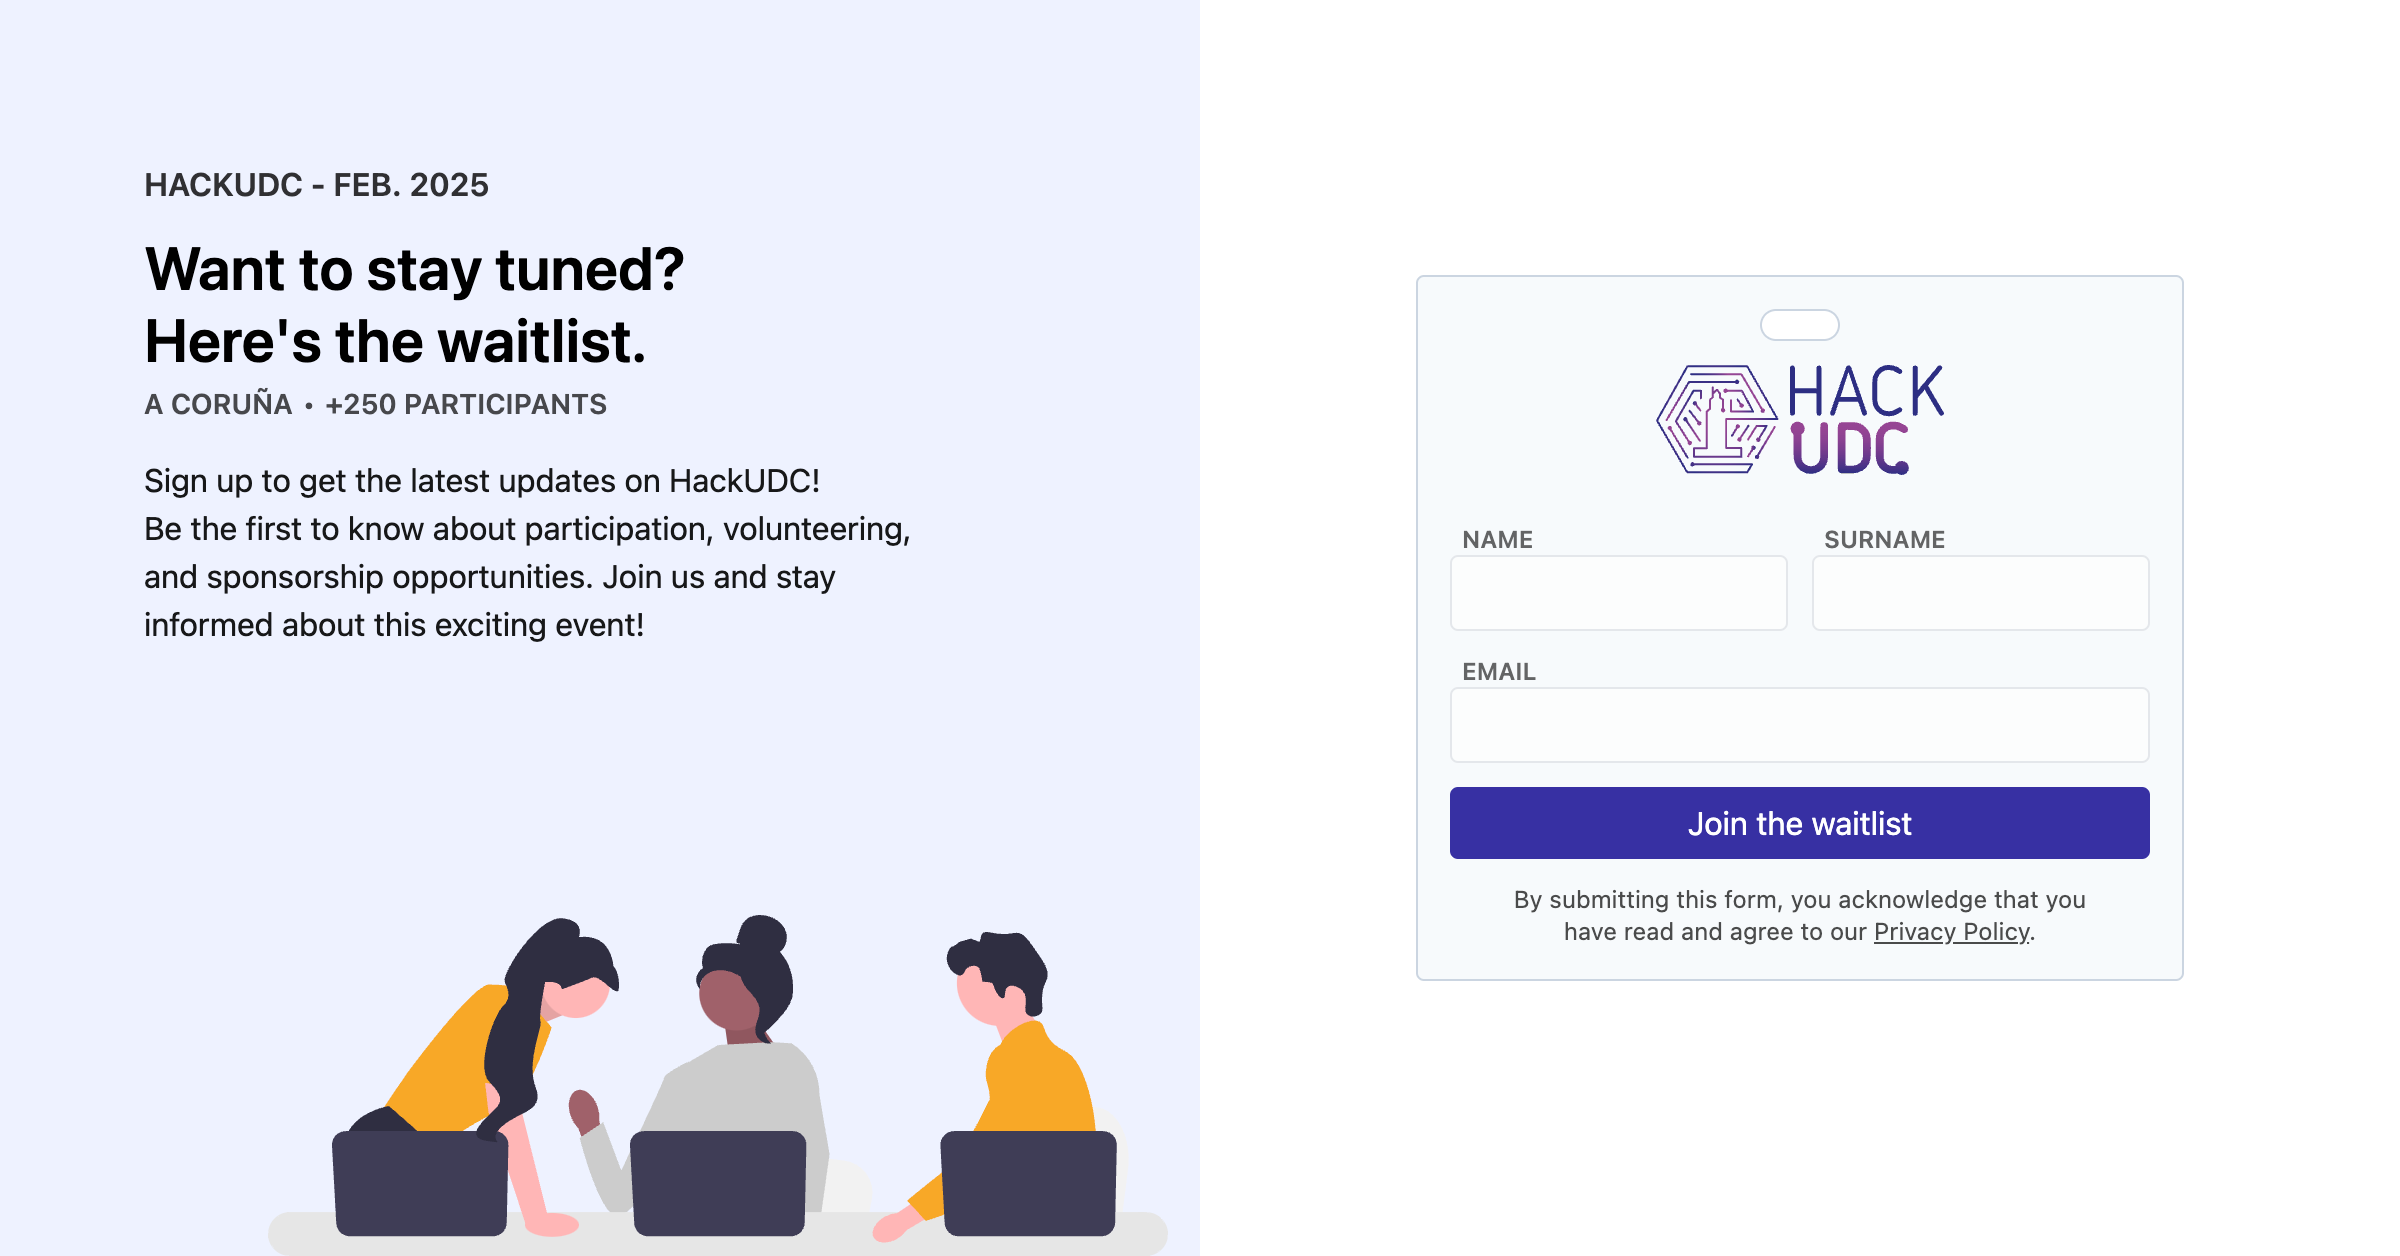 HACKUDC - FEB. 2025
Want to stay tuned?
Here's the waitlist.
A CORUÑA • +250 PARTICIPANTS
Sign up to get the latest updates on HackUDC!
Be the first to know about participation, volunteering,
and sponsorship opportunities. Join us and stay
informed about this exciting event!
HACK
UDC
NAME
SURNAME
EMAIL
Join the waitlist
By submitting this form, you acknowledge that you
have read and agree to our Privacy Policy.